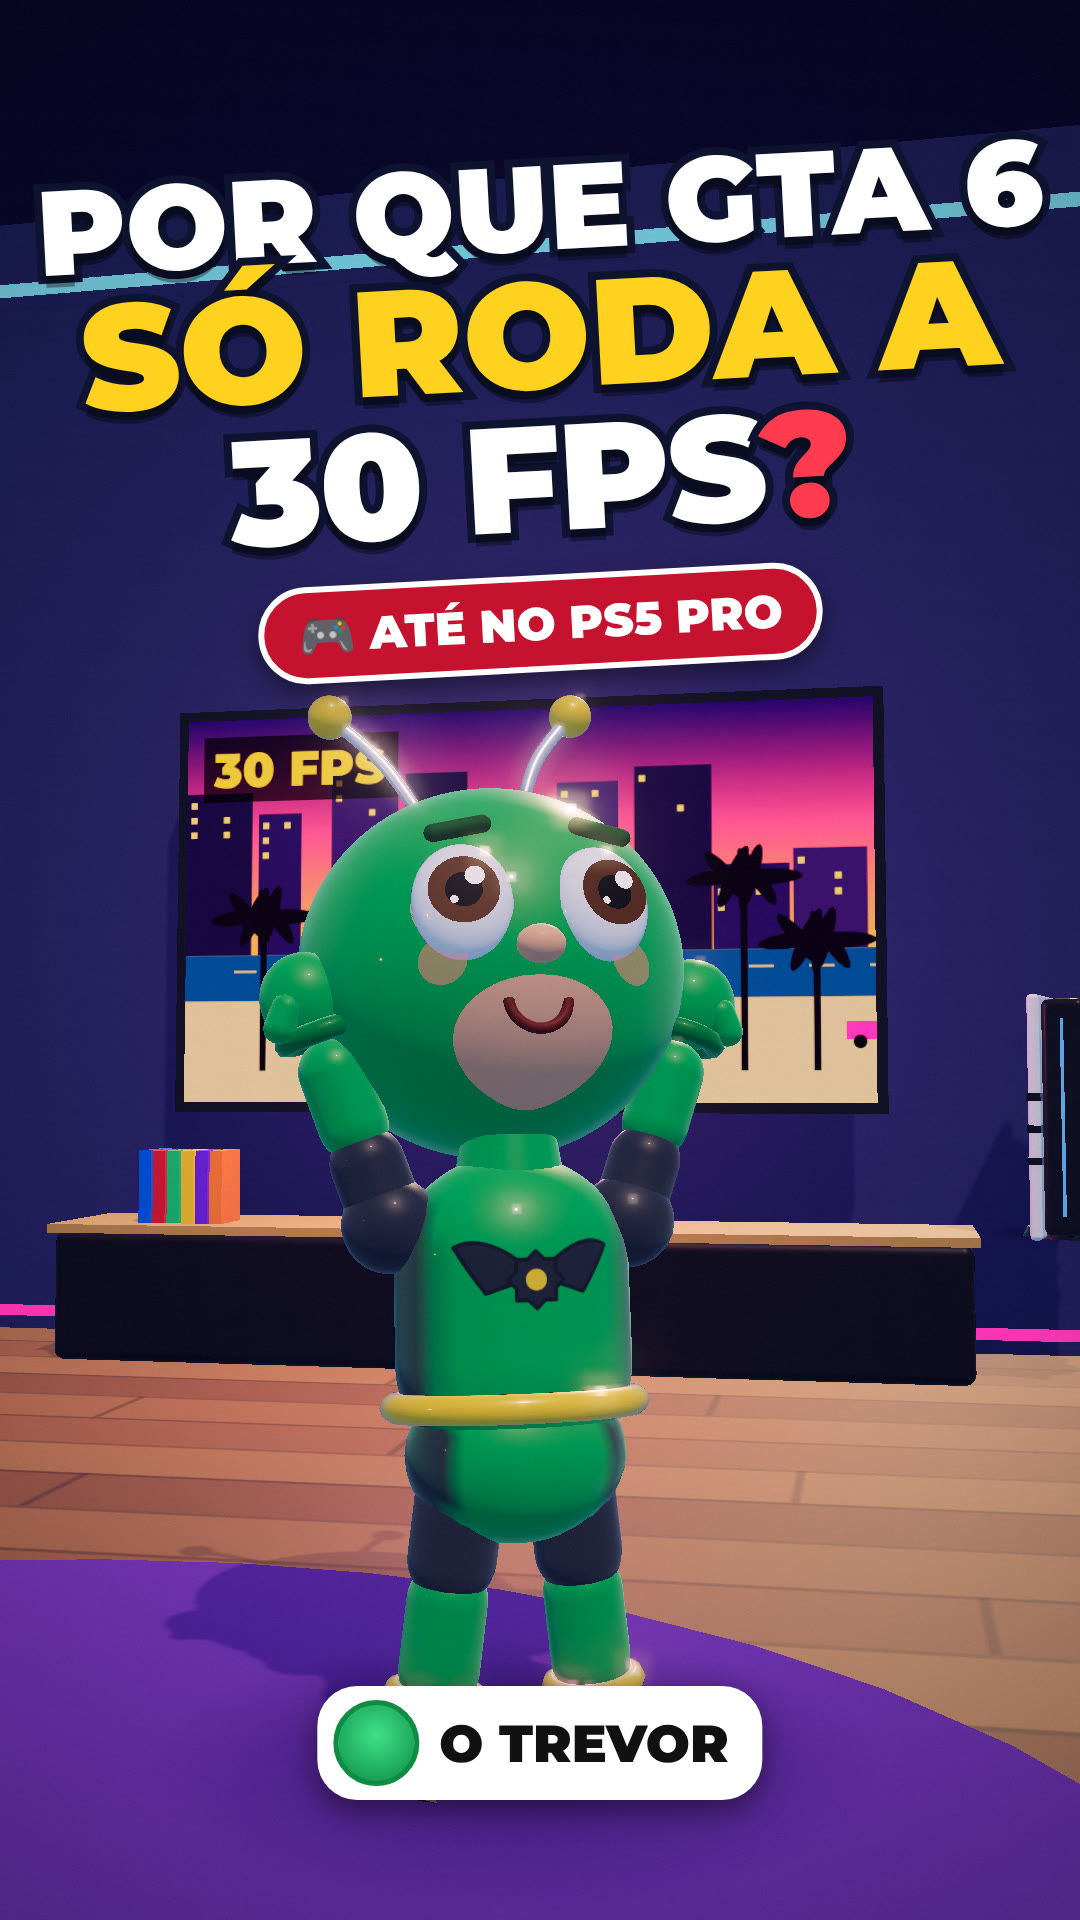 POR QUE GTA 6
SÓ RODA A
30 FPS?
🎮 ATÉ NO PS5 PRO
30 FPS
O TREVOR